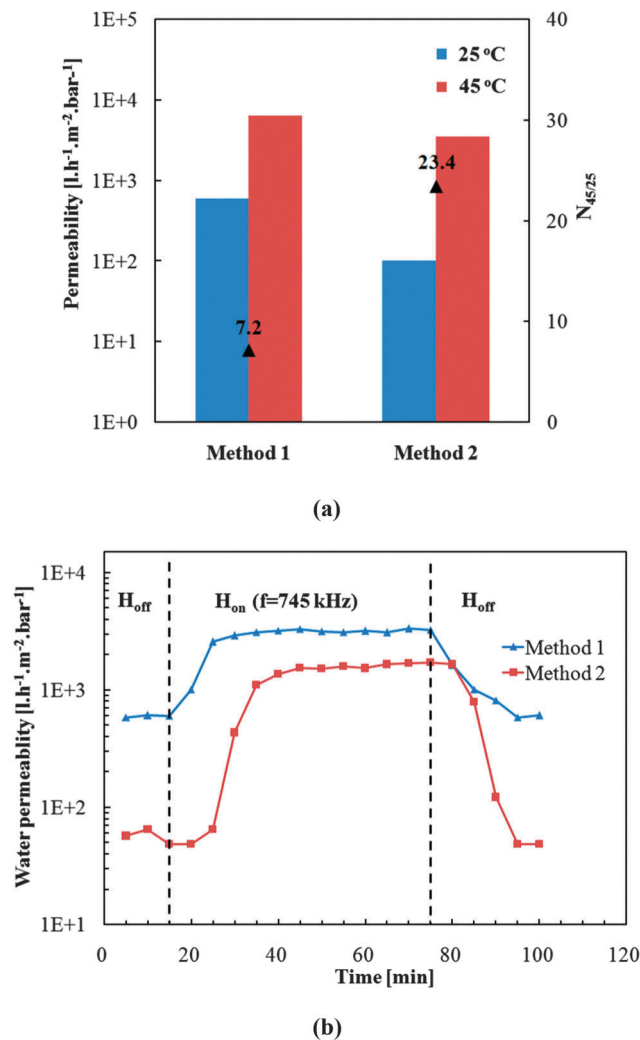 1E+5
1E+4
1E+3
1E+2
1E+1
1E+0
Permeability [l.h⁻¹.m⁻².bar⁻¹]
25 ºC
45 ºC
7.2
23.4
40
30
20
10
0
N₄₅/₂₅
Method 1
Method 2
(a)
1E+4
1E+3
1E+2
1E+1
Water permeablity [l.h⁻¹.m⁻².bar⁻¹]
Hoff
Hon (f=745 kHz)
Hoff
Method 1
Method 2
0
20
40
60
80
100
120
Time [min]
(b)